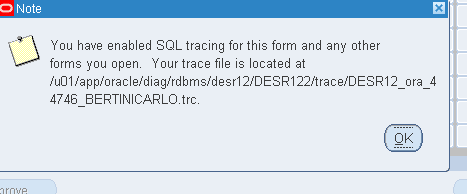 Note
You have enabled SQL tracing for this form and any other
forms you open.  Your trace file is located at
/u01/app/oracle/diag/rdbms/desr12/DESR122/trace/DESR12_ora_4
4746_BERTINICARLO.trc.
OK
prove